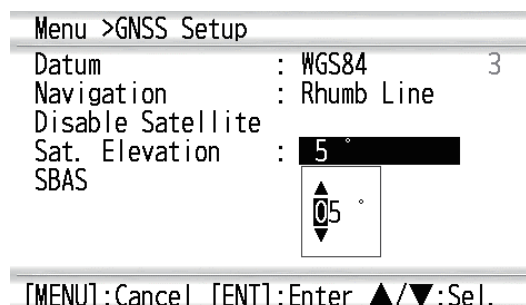 Menu >GNSS Setup
Datum : WGS84 3
Navigation : Rhumb Line
Disable Satellite
Sat. Elevation : 5 °
SBAS
05 °
[MENU]:Cancel [ENT]:Enter ▲/▼:Sel.